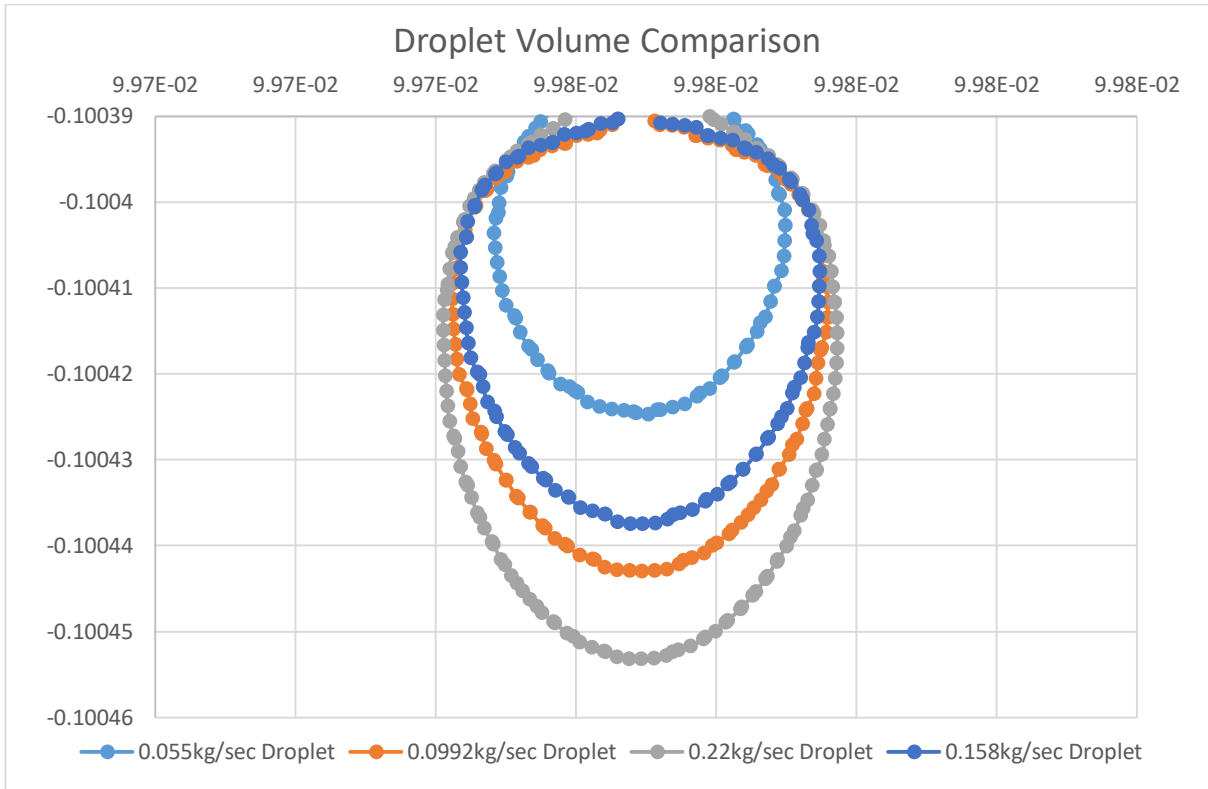 Droplet Volume Comparison
9.97E-02 9.97E-02 9.97E-02 9.98E-02 9.98E-02 9.98E-02 9.98E-02 9.98E-02
-0.10039
-0.1004
-0.10041
-0.10042
-0.10043
-0.10044
-0.10045
-0.10046
0.055kg/sec Droplet 0.0992kg/sec Droplet 0.22kg/sec Droplet 0.158kg/sec Droplet